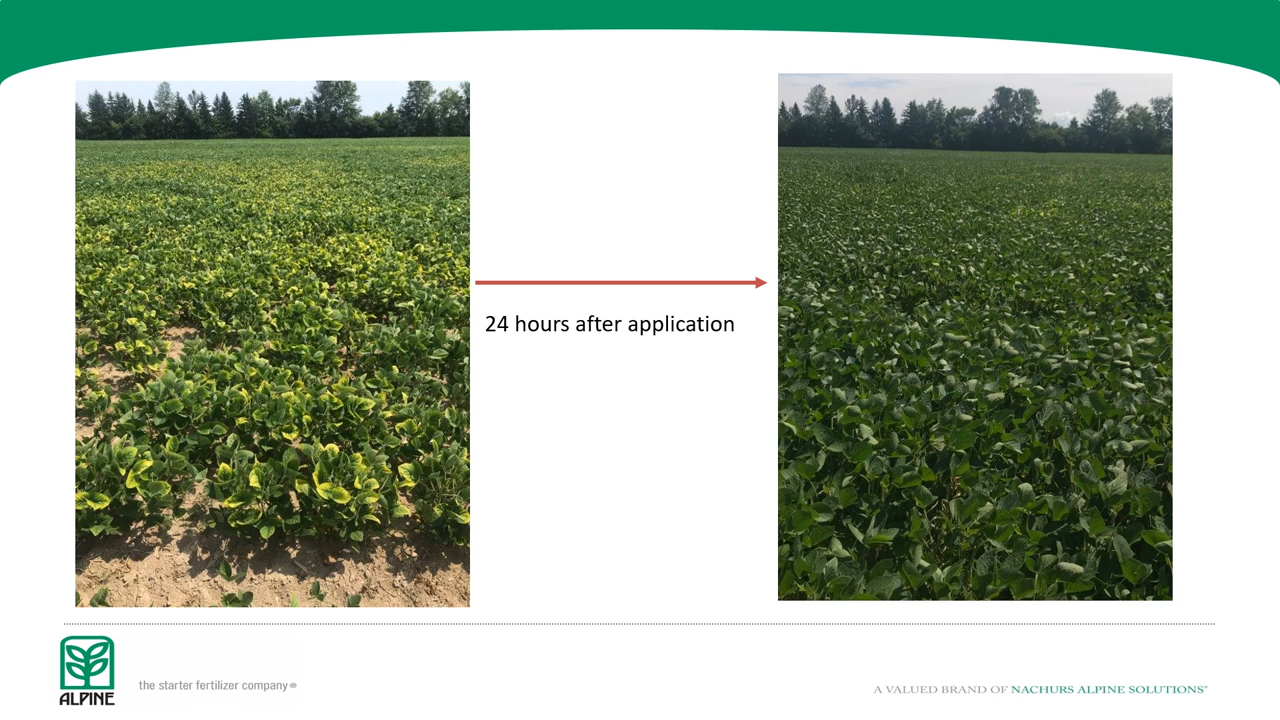 24 hours after application
ALPINE
the starter fertilizer company®
A VALUED BRAND OF NACHURS ALPINE SOLUTIONS®